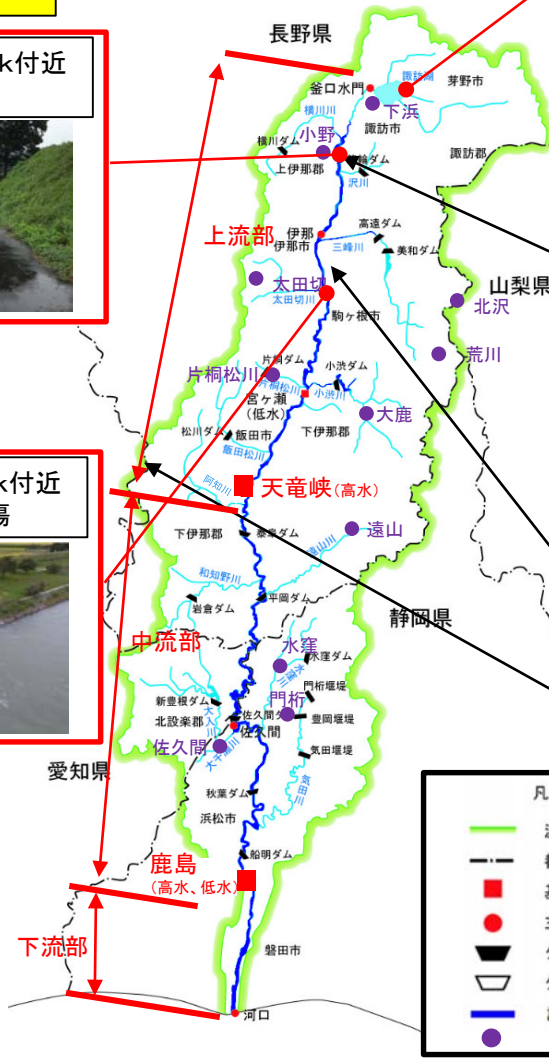 長野県
k付近
釜口水門
諏訪湖
茅野市
下浜
諏訪市
横川川
小野
横川ダム
輪ダム
上伊那郡
沢川
諏訪郡
上流部
伊那
伊那市
高遠ダム
三峰川
美和ダム
山梨県
太田切
太田切川
北沢
駒ヶ根市
荒川
片桐松川
片桐ダム
小渋ダム
片桐松川
小渋川
宮ヶ瀬
(低水)
大鹿
松川ダム
飯田市
下伊那郡
飯田松川
k付近
傷
阿知川
天竜峡(高水)
下伊那郡
泰阜ダム
遠山
遠山川
和知野川
平岡ダム
岩倉ダム
静岡県
中流部
水窪
水窪ダム
水窪川
門桁堰堤
新豊根ダム
門桁
北設楽郡
大入川
佐久間ダ
豊岡堰堤
佐久間
佐久間
大千瀬川
気田堰堤
愛知県
気田川
秋葉ダム
浜松市
凡
船明ダム
鹿島
(高水、低水)
下流部
磐田市
河口